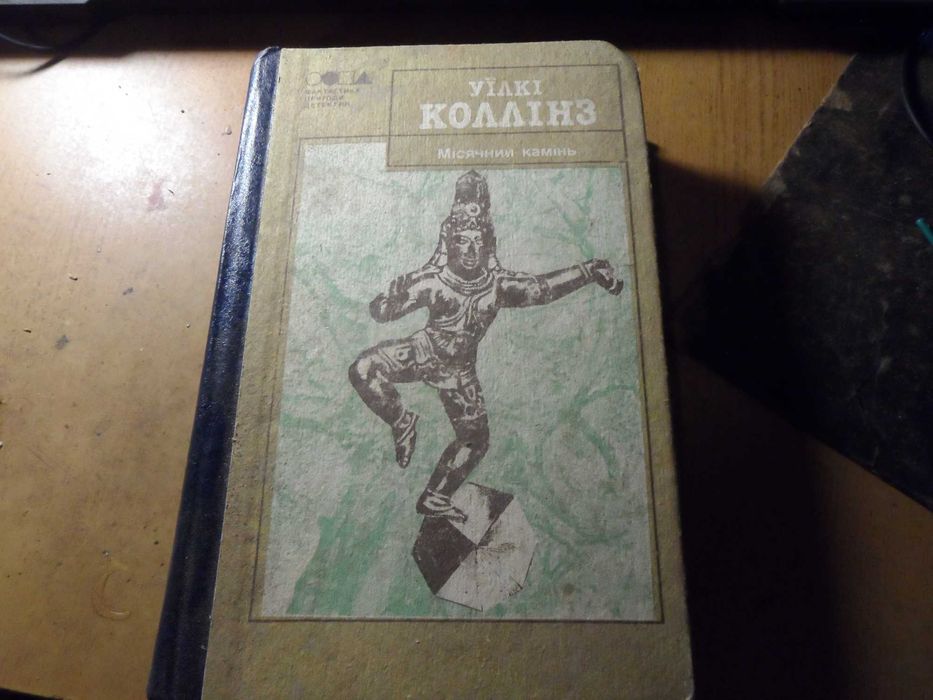 ФАНТАСТИКА
ПРИГОДИ
ДЕТЕКТИВ
УЇЛКІ
КОЛЛІНЗ
Місячний камінь